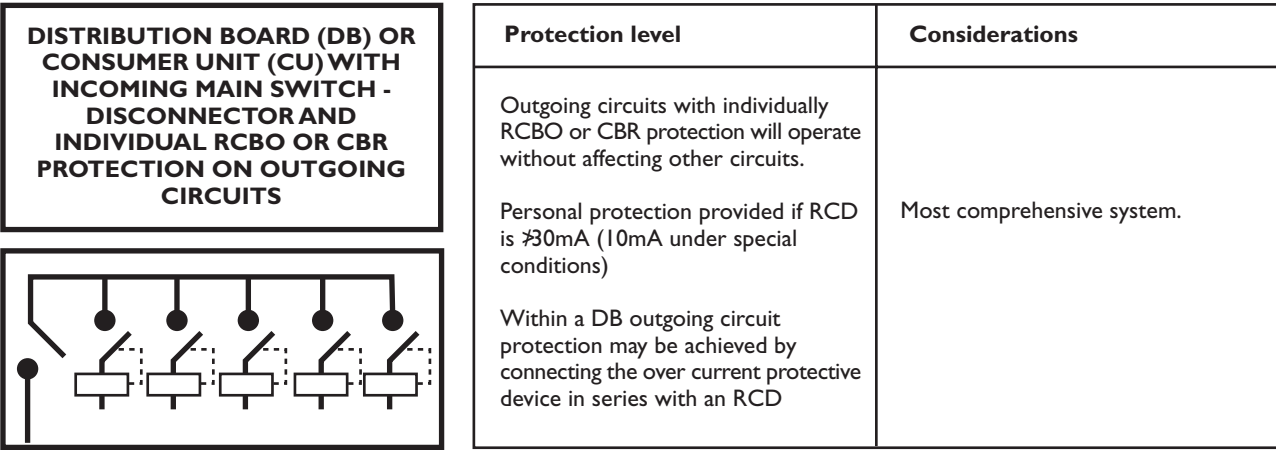 DISTRIBUTION BOARD (DB) OR
CONSUMER UNIT (CU) WITH
INCOMING MAIN SWITCH -
DISCONNECTOR AND
INDIVIDUAL RCBO OR CBR
PROTECTION ON OUTGOING
CIRCUITS
Protection level
Considerations
Outgoing circuits with individually
RCBO or CBR protection will operate
without affecting other circuits.
Personal protection provided if RCD
is ≯30mA (10mA under special
conditions)
Within a DB outgoing circuit
protection may be achieved by
connecting the over current protective
device in series with an RCD
Most comprehensive system.